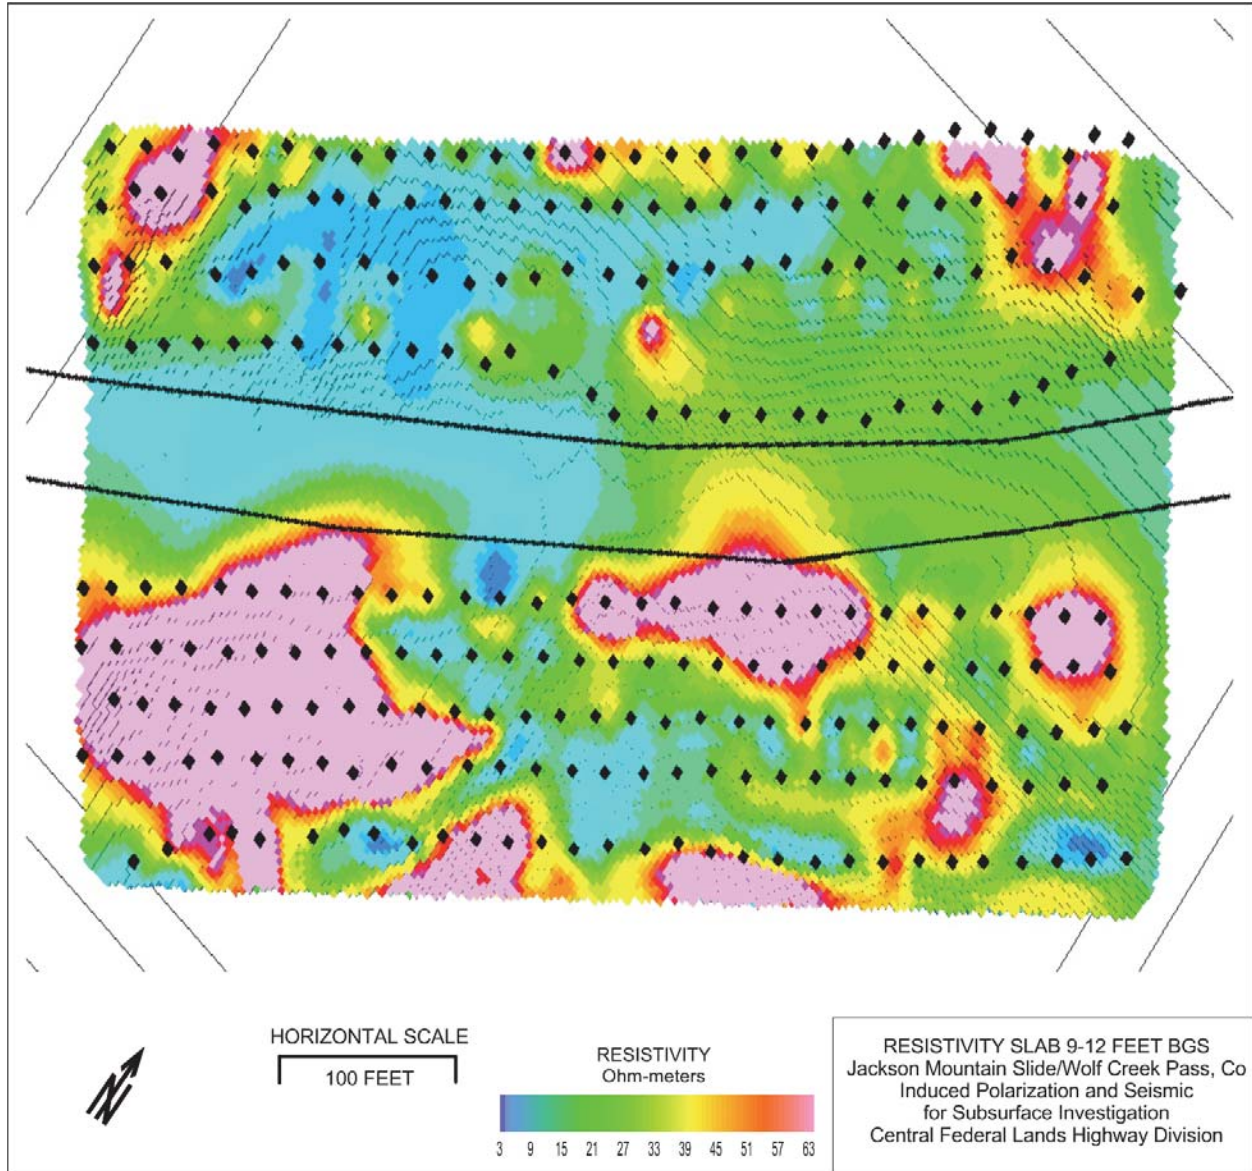 N
HORIZONTAL SCALE
100 FEET
RESISTIVITY
Ohm-meters
3 9 15 21 27 33 39 45 51 57 63
RESISTIVITY SLAB 9-12 FEET BGS
Jackson Mountain Slide/Wolf Creek Pass, Co
Induced Polarization and Seismic
for Subsurface Investigation
Central Federal Lands Highway Division